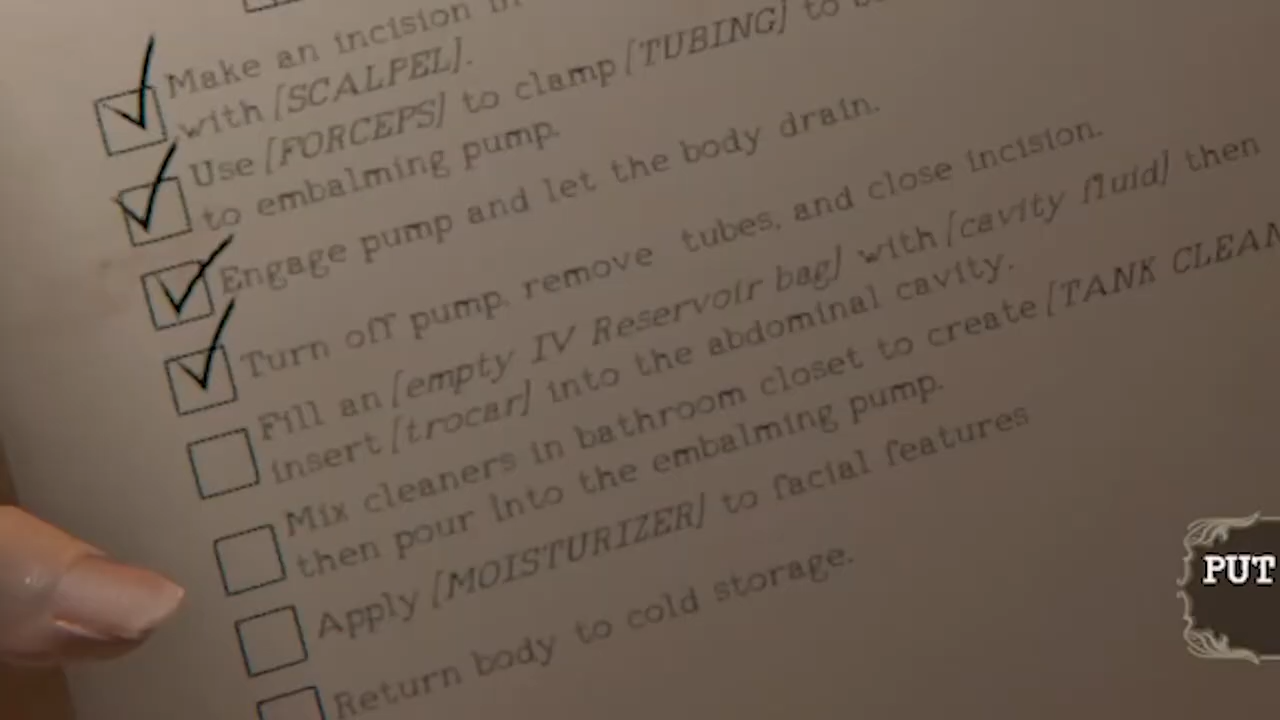 Make an incision
with [SCALPEL].
Use [FORCEPS] to clamp [TUBING] to
to embalming pump.
Engage pump and let the body drain.
Turn off pump, remove tubes, and close incision.
Fill an [empty IV Reservoir bag] with [cavity fluid] then
insert [trocar] into the abdominal cavity.
Mix cleaners in bathroom closet to create [TANK CLEAN
then pour into the embalming pump.
Apply [MOISTURIZER] to facial features
Return body to cold storage.
PUT